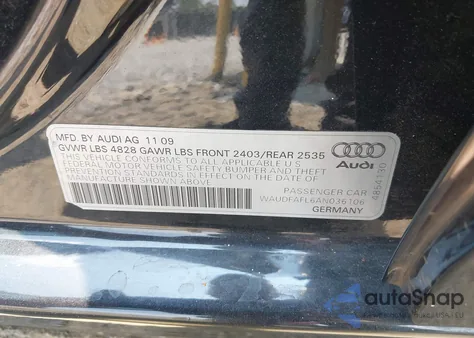 MFD. BY AUDI AG 11 09
GVWR LBS 4828 GAWR LBS FRONT 2403/REAR 2535
THIS VEHICLE CONFORMS TO ALL APPLICABLE U.S.
FEDERAL MOTOR VEHICLE SAFETY BUMPER AND THEFT
PREVENTION STANDARDS IN EFFECT ON THE DATE OF
MANUFACTURE SHOWN ABOVE.
Audi
PASSENGER CAR
WAUDFAFL6AN036106
GERMANY
autoSnap